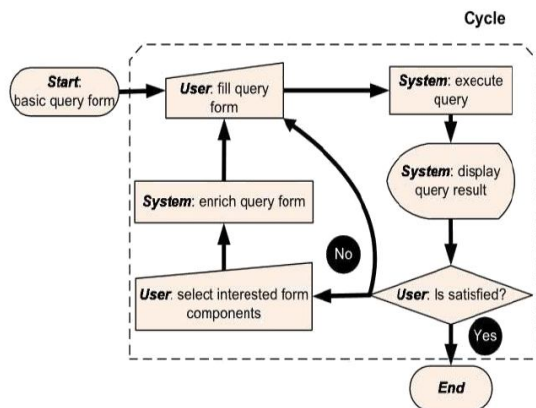 Cycle
Start:
basic query form
User: fill query
form
System: execute
query
System: display
query result
System: enrich query form
No
User: select interested form
components
User: Is satisfied?
Yes
End